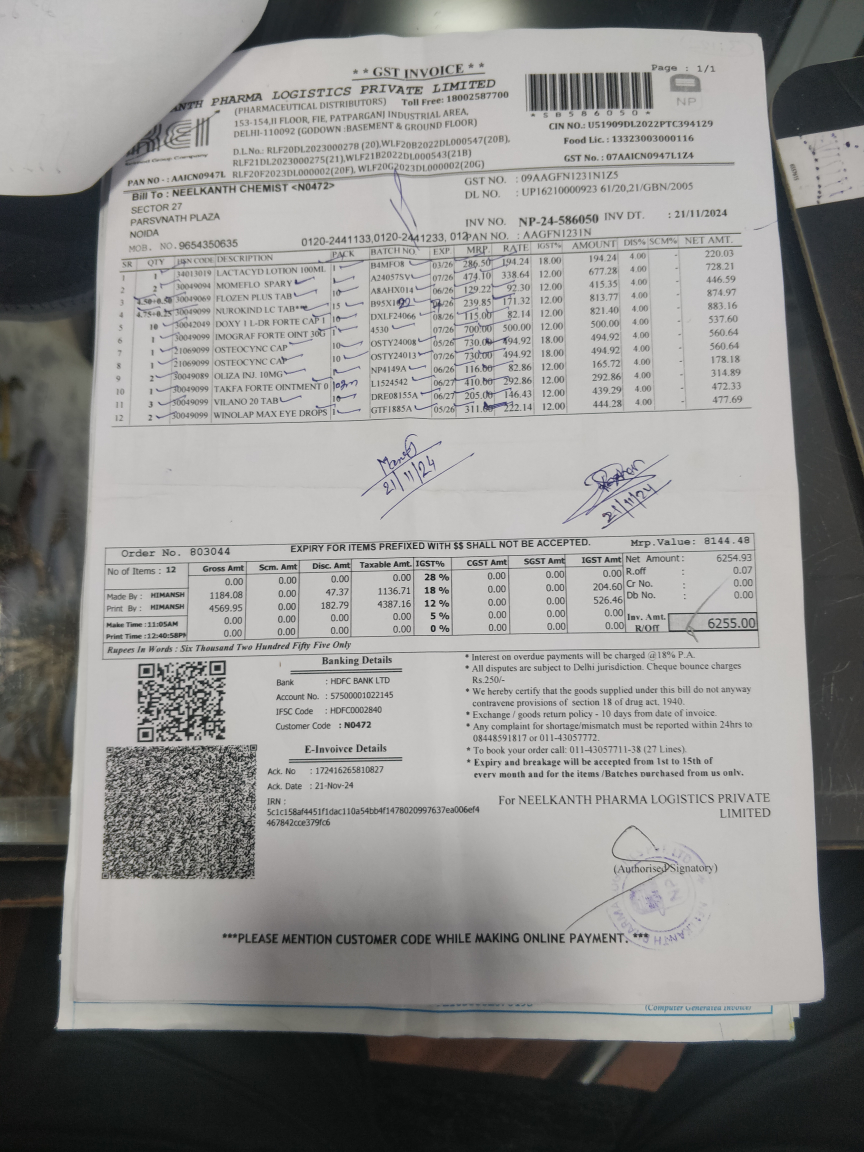 ** GST INVOICE **
Page : 1/1
NTH PHARMA LOGISTICS PRIVATE LIMITED
(PHARMACEUTICAL DISTRIBUTORS) Toll Free: 18002587700
153-154,II FLOOR, FIE, PATPARGANJ INDUSTRIAL AREA,
DELHI-110092 (GODOWN :BASEMENT & GROUND FLOOR)
D.L.No.: RLF20DL2023000278 (20),WLF20B2022DL000547(20B),
RLF21DL2023000275(21),WLF21B2022DL000543(21B)
PAN NO - : AAICN0947L RLF20F2023DL000002(20F), WLF20G2023DL000002(20G)
*SB586050*
NP
CIN NO.: U51909DL2022PTC394129
Food Lic. : 13323003000116
GST No. : 07AAICN0947L1Z4
Bill To : NEELKANTH CHEMIST <N0472>
SECTOR 27
PARSVNATH PLAZA
NOIDA
MOB. NO. 9654350635 0120-2441133,0120-2441233, 012
GST NO. : 09AAGFN1231N1Z5
DL NO. : UP16210000923 61/20,21/GBN/2005
INV NO. NP-24-586050 INV DT. : 21/11/2024
PAN NO. : AAGFN1231N
SR QTY HSN CODE DESCRIPTION PACK BATCH NO. EXP MRP RATE IGST% AMOUNT DIS% SCM% NET AMT.
1 1 34013019 LACTACYD LOTION 100ML 1 B4MFO8 03/26 286.50 194.24 18.00 194.24 4.00 - 220.03
2 2 30049094 MOMEFLO SPARY 1 A24057SV 07/26 474.10 338.64 12.00 677.28 4.00 - 728.21
3 4.50+0.50 30049069 FLOZEN PLUS TAB 10 A8AHX014 06/26 129.22 92.30 12.00 415.35 4.00 - 446.59
4 4.75+0.25 30049099 NUROKIND LC TAB** 15 239.85 171.32 12.00 813.77 4.00 - 874.97
5 10 30042049 DOXY 1 L-DR FORTE CAP 1 10 DXLF24066 08/26 115.00 82.14 12.00 821.40 4.00 - 883.16
6 1 30049099 IMOGRAF FORTE OINT 30G 1 4530 07/26 700.00 500.00 12.00 500.00 4.00 - 537.60
7 1 21069099 OSTEOCYNC CAP 10 OSTY24008 05/26 730.00 494.92 18.00 494.92 4.00 - 560.64
8 1 21069099 OSTEOCYNC CAP 10 OSTY24013 07/26 730.00 494.92 18.00 494.92 4.00 - 560.64
9 2 30049089 OLIZA INJ. 10MG NP4149A 06/26 116.00 82.86 12.00 165.72 4.00 - 178.18
10 1 30049099 TAKFA FORTE OINTMENT 0 L1524542 06/27 410.00 292.86 12.00 292.86 4.00 - 314.89
11 3 30049099 VILANO 20 TAB 10 DRE08155A 06/27 205.00 146.43 12.00 439.29 4.00 - 472.33
12 2 30049099 WINOLAP MAX EYE DROPS 1 GTF1885A 05/26 311.00 222.14 12.00 444.28 4.00 - 477.69
21/11/24
21/11/24
Order No. 803044 EXPIRY FOR ITEMS PREFIXED WITH $$ SHALL NOT BE ACCEPTED. Mrp.Value: 8144.48
No of Items : 12 Gross Amt Scm. Amt Disc. Amt Taxable Amt. IGST% CGST Amt SGST Amt IGST Amt Net Amount : 6254.93
0.00 0.00 0.00 0.00 28 % 0.00 0.00 0.00 R.off : 0.07
Made By : HIMANSH 1184.08 0.00 47.37 1136.71 18 % 0.00 0.00 204.60 Cr No. : 0.00
Print By : HIMANSH 4569.95 0.00 182.79 4387.16 12 % 0.00 0.00 526.46 Db No. : 0.00
Make Time :11:05AM 0.00 0.00 0.00 0.00 5 % 0.00 0.00 0.00
Print Time :12:40:58PM 0.00 0.00 0.00 0.00 0 % 0.00 0.00 0.00
Inv. Amt. R/Off 6255.00
Rupees In Words : Six Thousand Two Hundred Fifty Five Only
Banking Details
Bank : HDFC BANK LTD
Account No. : 57500001022145
IFSC Code : HDFC0002840
Customer Code : N0472
E-Invoivce Details
Ack. No : 172416265810827
Ack. Date : 21-Nov-24
IRN :
5c1c158af4451f1dac110a54bb4f1478020997637ea006ef4
467842cce379fc6
* Interest on overdue payments will be charged @18% P.A.
* All disputes are subject to Delhi jurisdiction. Cheque bounce charges
Rs.250/-
* We hereby certify that the goods supplied under this bill do not anyway
contravene provisions of section 18 of drug act, 1940.
* Exchange / goods return policy - 10 days from date of invoice.
* Any complaint for shortage/mismatch must be reported within 24hrs to
08448591817 or 011-43057772.
* To book your order call: 011-43057711-38 (27 Lines).
* Expiry and breakage will be accepted from 1st to 15th of
every month and for the items /Batches purchased from us only.
For NEELKANTH PHARMA LOGISTICS PRIVATE
LIMITED
(Authorised Signatory)
***PLEASE MENTION CUSTOMER CODE WHILE MAKING ONLINE PAYMENT. ***
(Computer Generated Invoice)